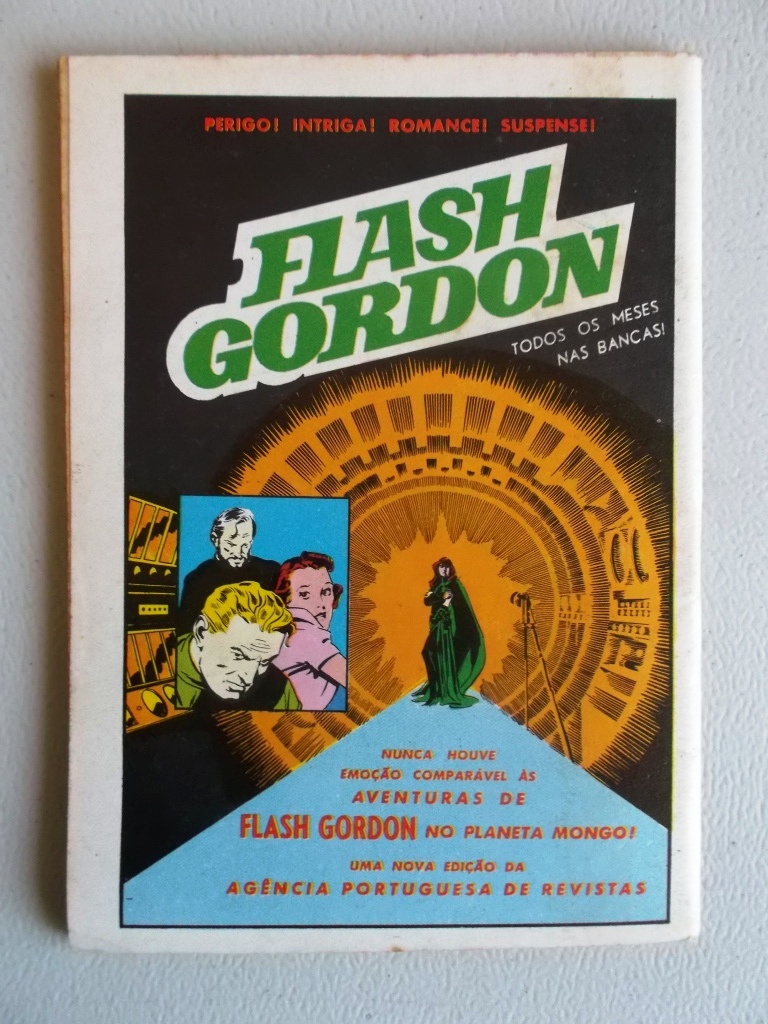 PERIGO! INTRIGA! ROMANCE! SUSPENSE!
FLASH
GORDON
TODOS OS MESES
NAS BANCAS!
NUNCA HOUVE
EMOÇÃO COMPARÁVEL ÀS
AVENTURAS DE
FLASH GORDON NO PLANETA MONGO!
UMA NOVA EDIÇÃO DA
AGÊNCIA PORTUGUESA DE REVISTAS